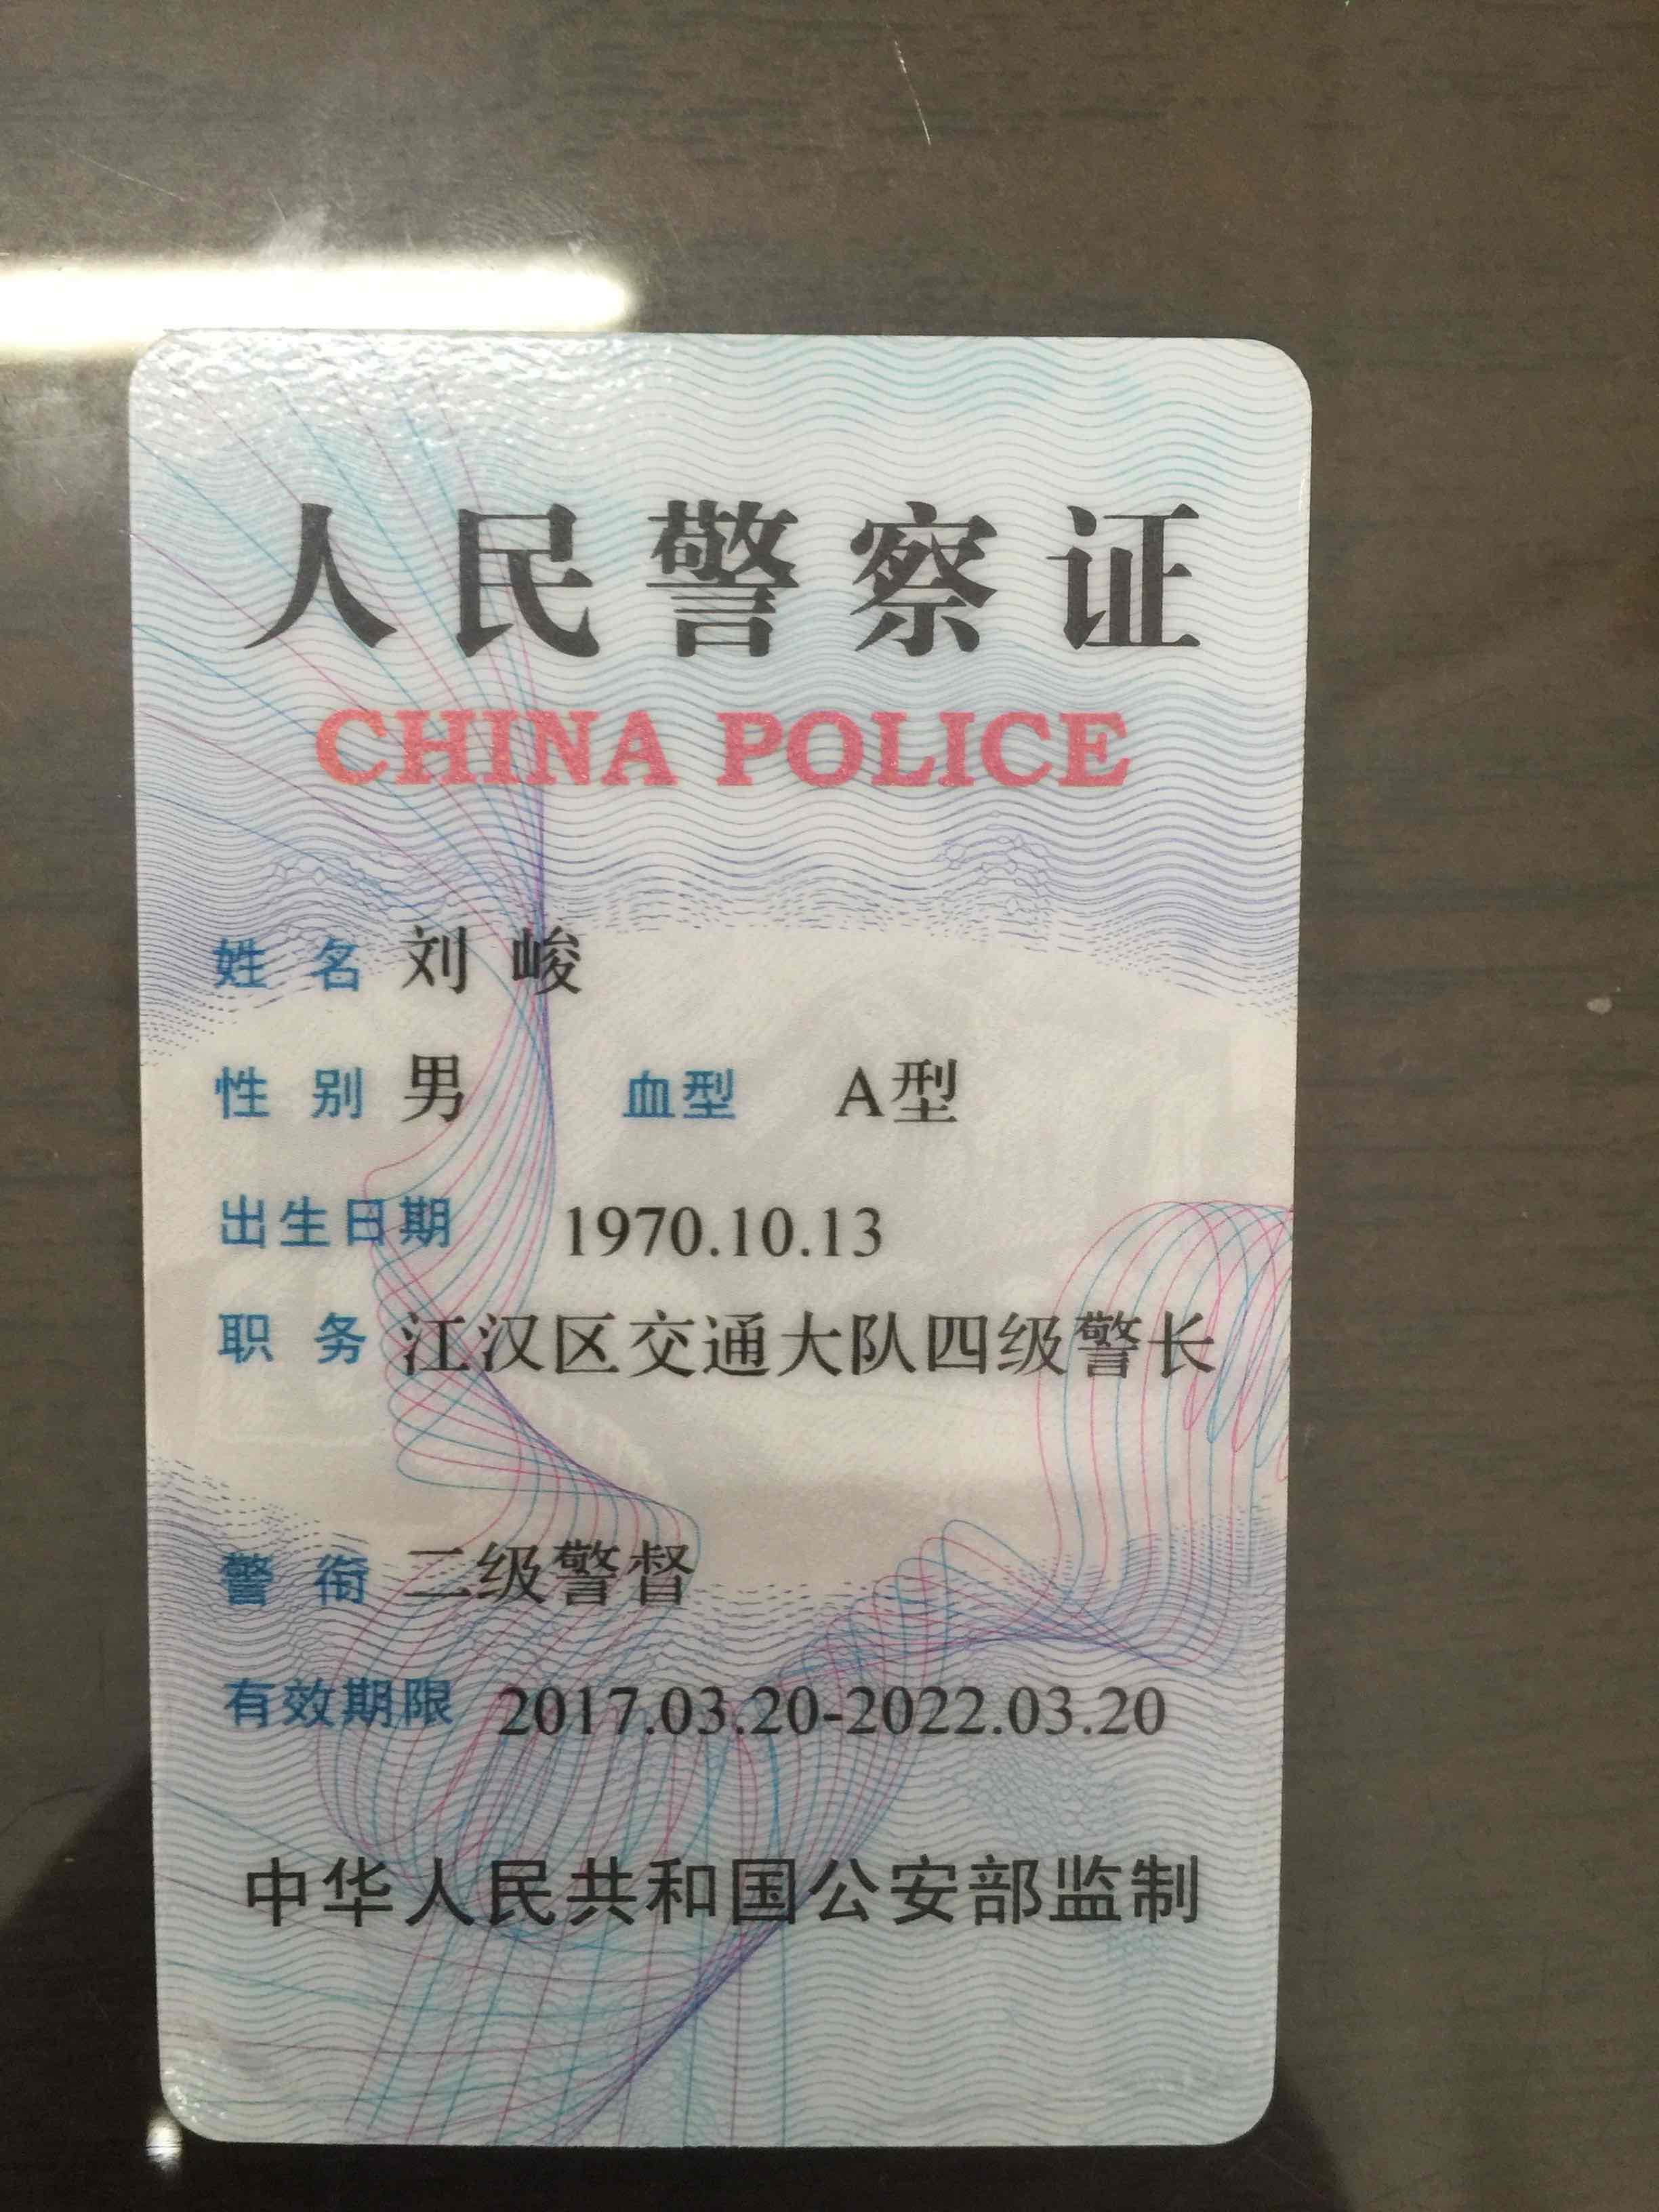 人民警察证
CHINA POLICE
姓 名 刘 峻
性 别 男 血型 A型
出生日期 1970.10.13
职 务 江汉区交通大队四级警长
警 衔 二级警督
有效期限 2017.03.20-2022.03.20
中华人民共和国公安部监制